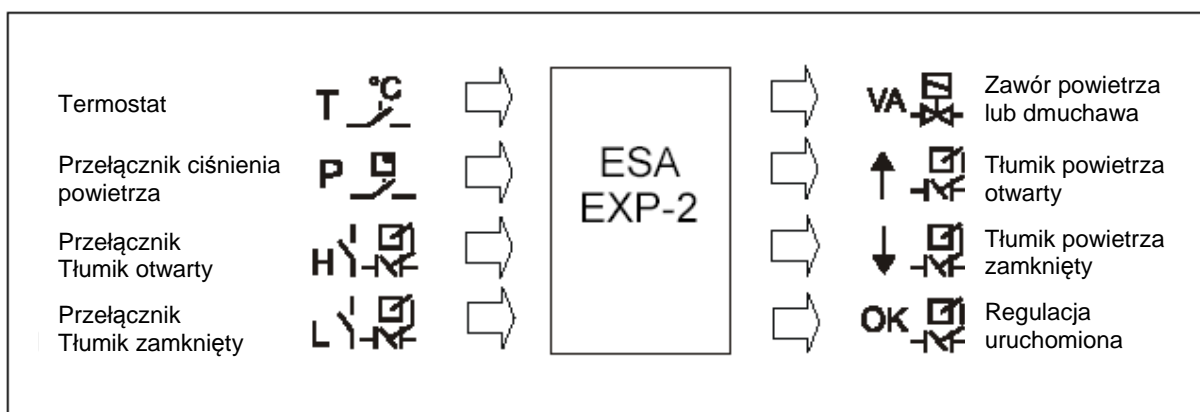 Termostat
T °C
Przełącznik ciśnienia
powietrza
P
Przełącznik
Tłumik otwarty
H
Przełącznik
Tłumik zamknięty
L
ESA
EXP-2
VA
Zawór powietrza
lub dmuchawa
Tłumik powietrza
otwarty
Tłumik powietrza
zamknięty
OK
Regulacja
uruchomiona